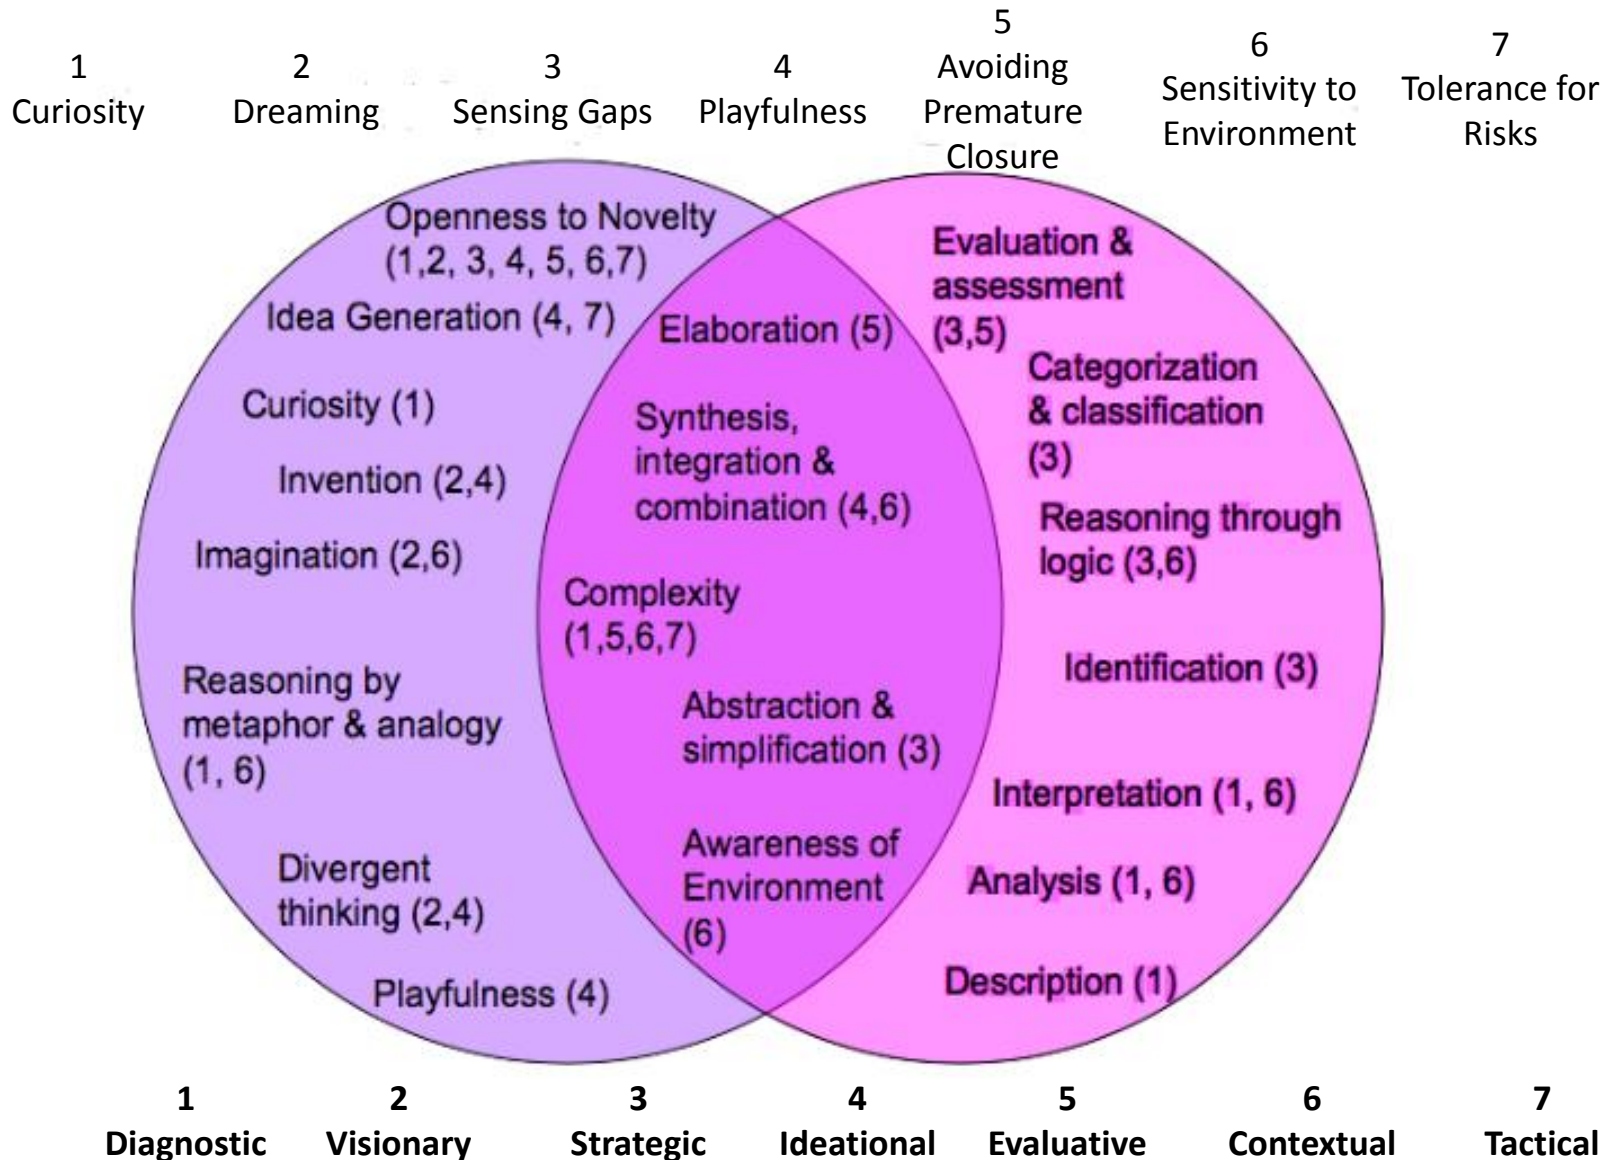 1
Curiosity
2
Dreaming
3
Sensing Gaps
4
Playfulness
5
Avoiding
Premature
Closure
6
Sensitivity to
Environment
7
Tolerance for
Risks
Openness to Novelty
(1,2, 3, 4, 5, 6,7)
Idea Generation (4, 7)
Curiosity (1)
Invention (2,4)
Imagination (2,6)
Reasoning by
metaphor & analogy
(1, 6)
Divergent
thinking (2,4)
Playfulness (4)
Elaboration (5)
Synthesis,
integration &
combination (4,6)
Complexity
(1,5,6,7)
Abstraction &
simplification (3)
Awareness of
Environment
(6)
Evaluation &
assessment
(3,5)
Categorization
& classification
(3)
Reasoning through
logic (3,6)
Identification (3)
Interpretation (1, 6)
Analysis (1, 6)
Description (1)
1
Diagnostic
2
Visionary
3
Strategic
4
Ideational
5
Evaluative
6
Contextual
7
Tactical